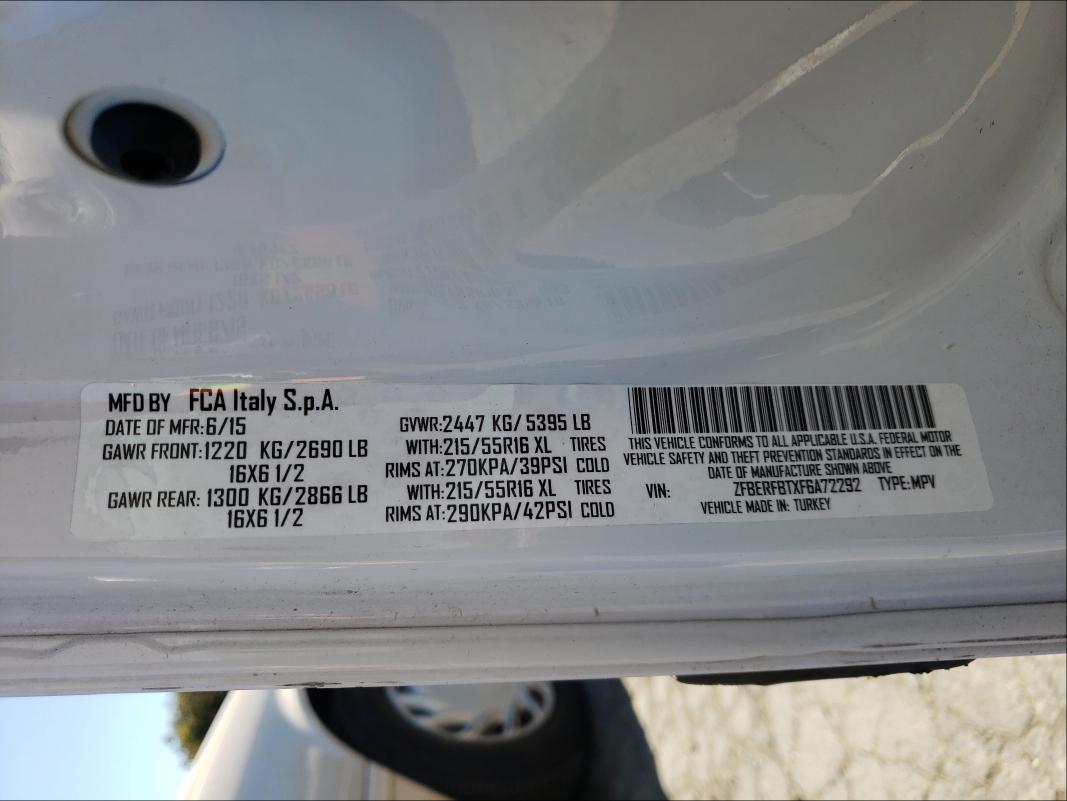 MFD BY FCA Italy S.p.A.
DATE OF MFR:6/15
GAWR FRONT:1220 KG/2690 LB
16X6 1/2
GAWR REAR: 1300 KG/2866 LB
16X6 1/2
GVWR:2447 KG/5395 LB
WITH:215/55R16 XL TIRES
RIMS AT:270KPA/39PSI COLD
WITH:215/55R16 XL TIRES
RIMS AT:290KPA/42PSI COLD
THIS VEHICLE CONFORMS TO ALL APPLICABLE U.S.A. FEDERAL MOTOR
VEHICLE SAFETY AND THEFT PREVENTION STANDARDS IN EFFECT ON THE
DATE OF MANUFACTURE SHOWN ABOVE
VIN: ZFBERFBTXF6A72292 TYPE:MPV
VEHICLE MADE IN: TURKEY